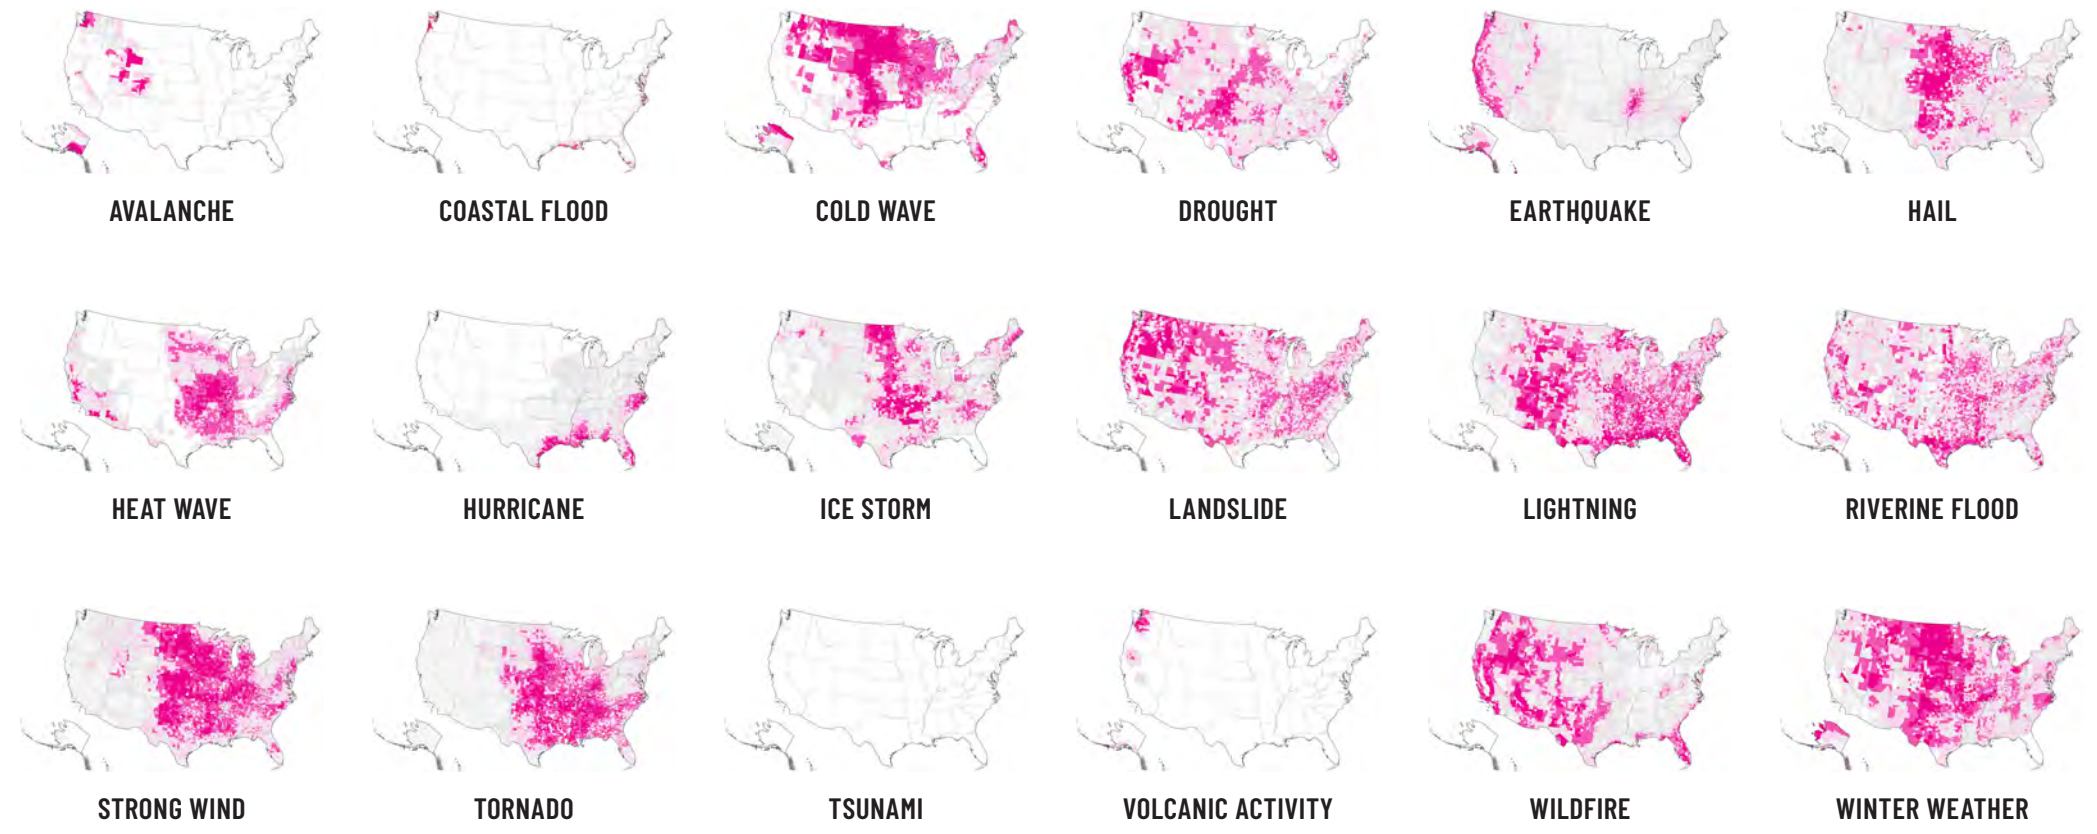 AVALANCHE
COASTAL FLOOD
COLD WAVE
DROUGHT
EARTHQUAKE
HAIL
HEAT WAVE
HURRICANE
ICE STORM
LANDSLIDE
LIGHTNING
RIVERINE FLOOD
STRONG WIND
TORNADO
TSUNAMI
VOLCANIC ACTIVITY
WILDFIRE
WINTER WEATHER